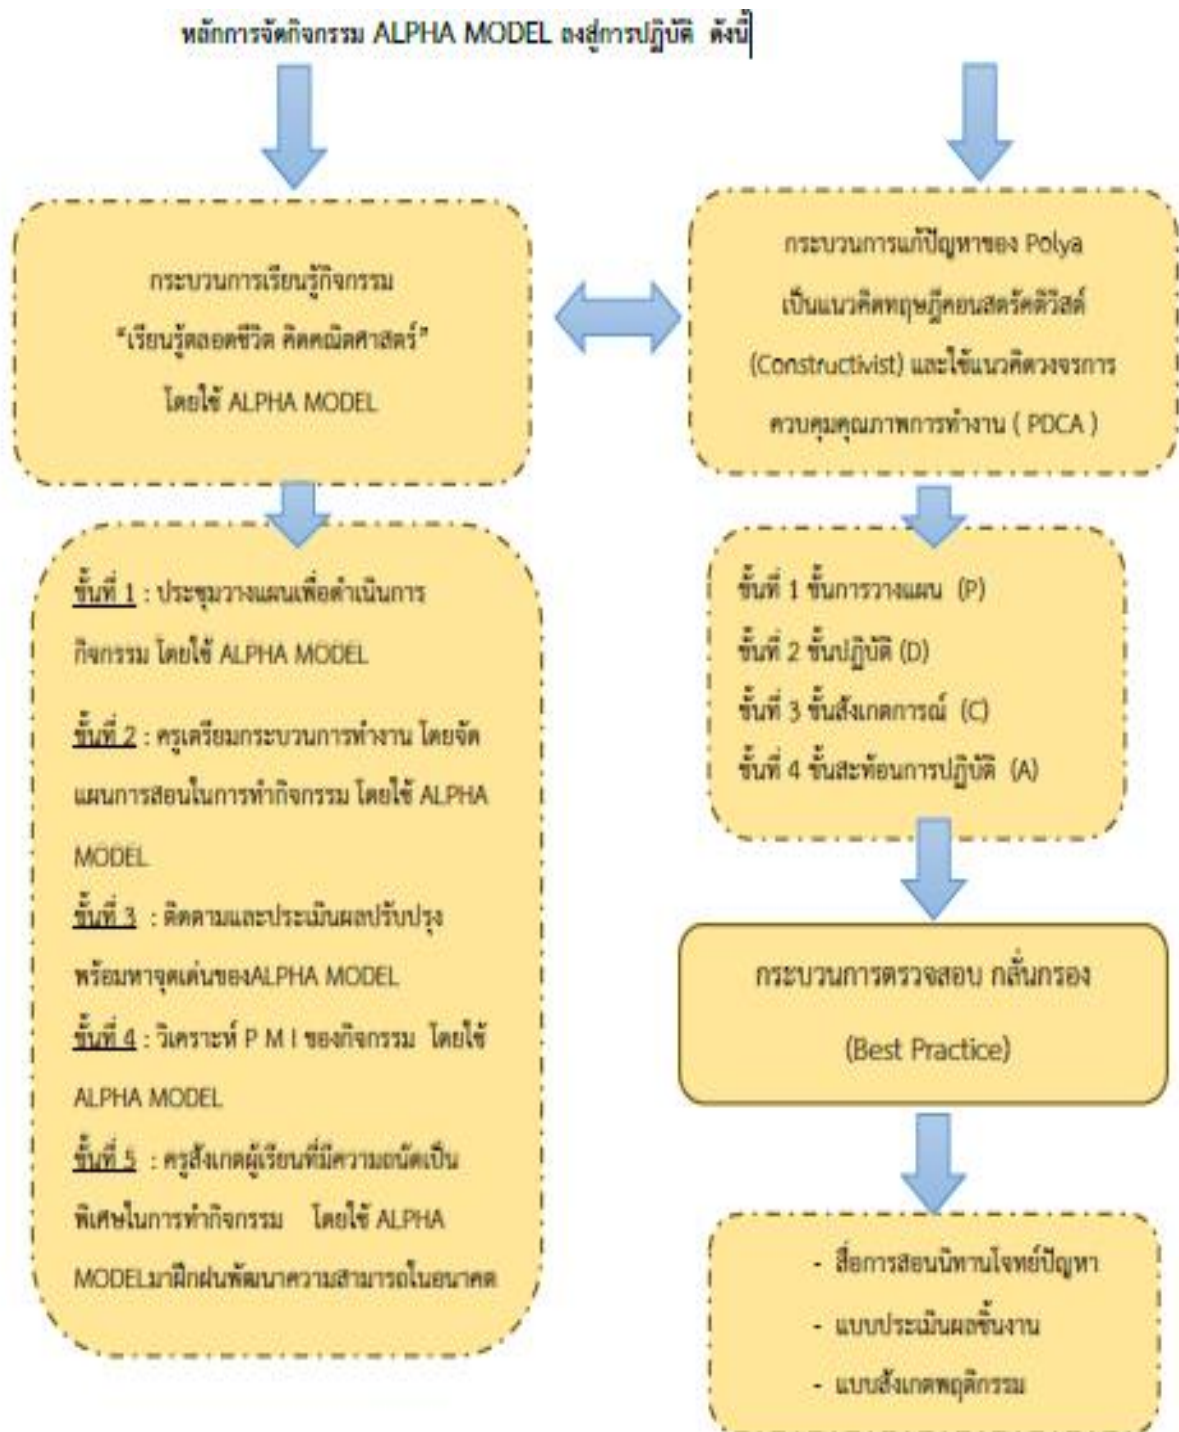 หลักการจัดกิจกรรม ALPHA MODEL ลงสู่การปฏิบัติ ดังนี้
กระบวนการเรียนรู้กิจกรรม
“เรียนรู้ตลอดชีวิต คิดคณิตศาสตร์”
โดยใช้ ALPHA MODEL
กระบวนการแก้ปัญหาของ Polya
เป็นแนวคิดทฤษฎีคอนสตรัคติวิสต์
(Constructivist) และใช้แนวคิดวงจรการ
ควบคุมคุณภาพการทำงาน ( PDCA )
ขั้นที่ 1 : ประชุมวางแผนเพื่อดำเนินการ
กิจกรรม โดยใช้ ALPHA MODEL
ขั้นที่ 2 : ครูเตรียมกระบวนการทำงาน โดยจัด
แผนการสอนในการทำกิจกรรม โดยใช้ ALPHA
MODEL
ขั้นที่ 3 : ติดตามและประเมินผลปรับปรุง
พร้อมหาจุดเด่นของALPHA MODEL
ขั้นที่ 4 : วิเคราะห์ P M I ของกิจกรรม โดยใช้
ALPHA MODEL
ขั้นที่ 5 : ครูสังเกตผู้เรียนที่มีความถนัดเป็น
พิเศษในการทำกิจกรรม โดยใช้ ALPHA
MODELมาฝึกฝนพัฒนาความสามารถในอนาคต
ขั้นที่ 1 ขั้นการวางแผน (P)
ขั้นที่ 2 ขั้นปฏิบัติ (D)
ขั้นที่ 3 ขั้นสังเกตการณ์ (C)
ขั้นที่ 4 ขั้นสะท้อนการปฏิบัติ (A)
กระบวนการตรวจสอบ กลั่นกรอง
(Best Practice)
- สื่อการสอนนิทานโจทย์ปัญหา
- แบบประเมินผลชิ้นงาน
- แบบสังเกตพฤติกรรม